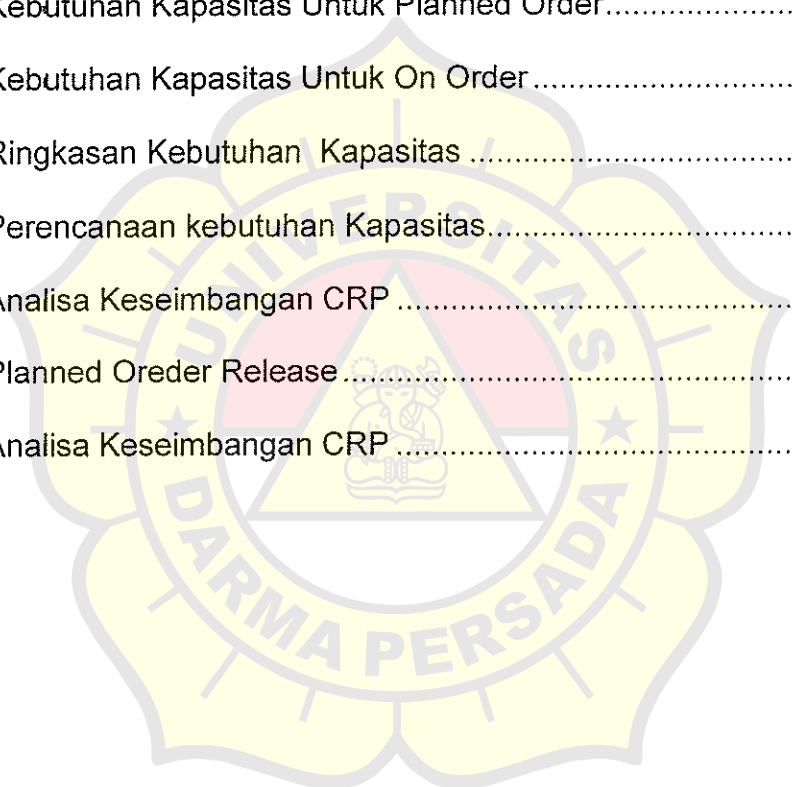 Kebutuhan Kapasitas Untuk Planned Order......................
Kebutuhan Kapasitas Untuk On Order..............................
Ringkasan Kebutuhan Kapasitas......................................
Perencanaan kebutuhan Kapasitas....................................
Analisa Keseimbangan CRP..............................................
Planned Oreder Release....................................................
Analisa Keseimbangan CRP..............................................
UNIVERSITAS
DARMA PERSADA